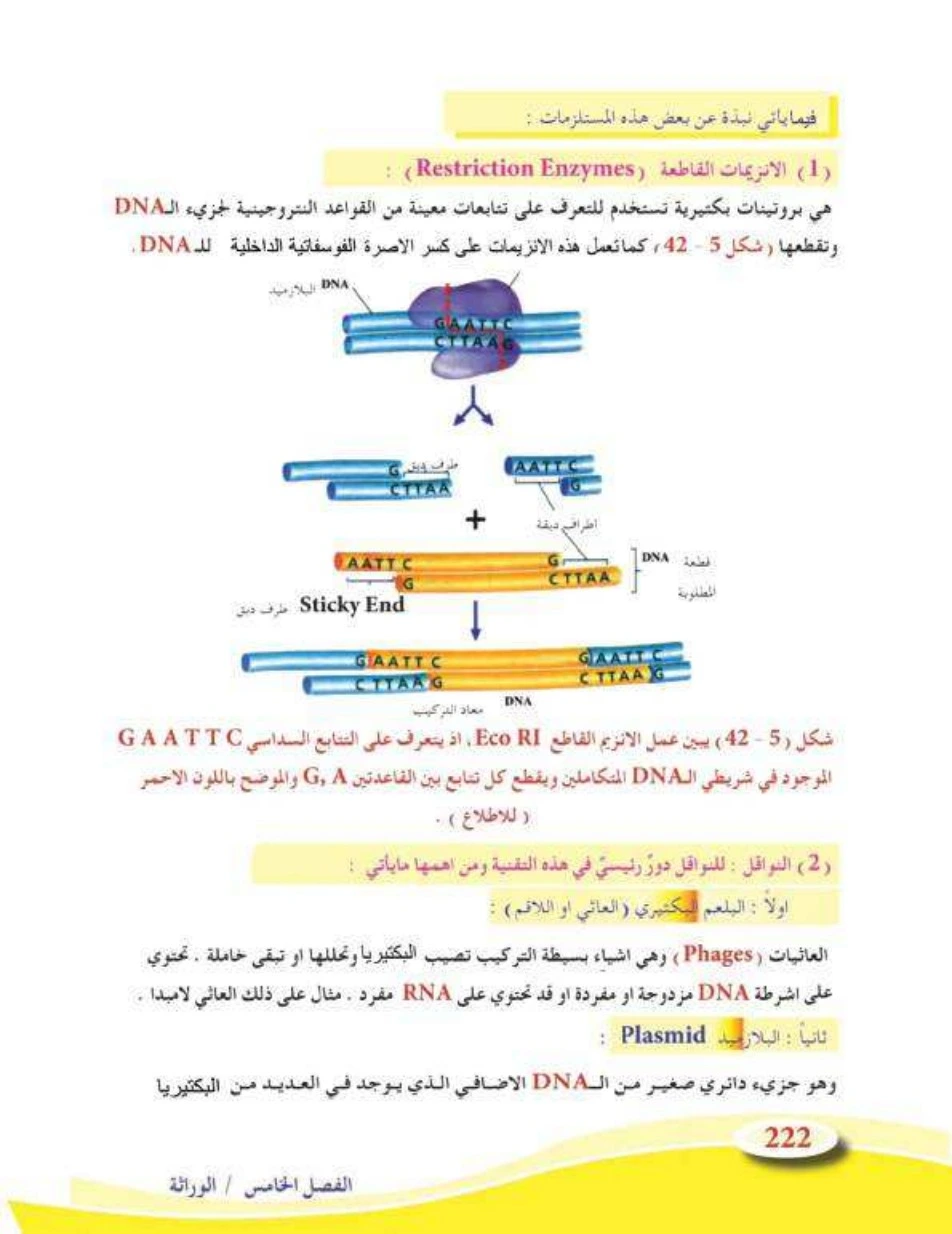 فيمايأتي نبذة عن بعض هذه المستلزمات :
(1) الانزيمات القاطعة (Restriction Enzymes) :
هي بروتينات بكتيرية تستخدم للتعرف على تتابعات معينة من القواعد النتروجينية لجزيء الـDNA
وتقطعها (شكل 5 - 42) كماتعمل هذه الانزيمات على كسر الاصرة الفوسفاتية الداخلية للـ DNA .
DNA البلازميد
GAATTC
CTTAAG
G طرف دبق
CTTAA
AATTC
G
+
اطراف دبقة
AATTC G
G CTTAA
قطعة DNA
المطلوبة
طرف دبق Sticky End
GAATTC GAATTC
CTTAAG CTTAAG
DNA
معاد التركيب
شكل (5 - 42) يبين عمل الانزيم القاطع Eco RI، اذ يتعرف على التتابع السداسي G A A T T C
الموجود في شريطي الـDNA المتكاملين ويقطع كل تتابع بين القاعدتين G, A والموضح باللون الاحمر
( للاطلاع ) .
(2) النواقل : للنواقل دورٌ رئيسيٌ في هذه التقنية ومن اهمها مايأتي :
اولاً : البلعم البكتيري (العاثي او اللاقم) :
العاثيات (Phages) وهي اشياء بسيطة التركيب تصيب البكتيريا وتحللها او تبقى خاملة . تحتوي
على اشرطة DNA مزدوجة او مفردة او قد تحتوي على RNA مفرد . مثال على ذلك العاثي لامبدا .
ثانياً : البلازميد Plasmid :
وهو جزيء دائري صغير من الـDNA الاضافي الذي يوجد في العديد من البكتيريا
222
الفصل الخامس / الوراثة